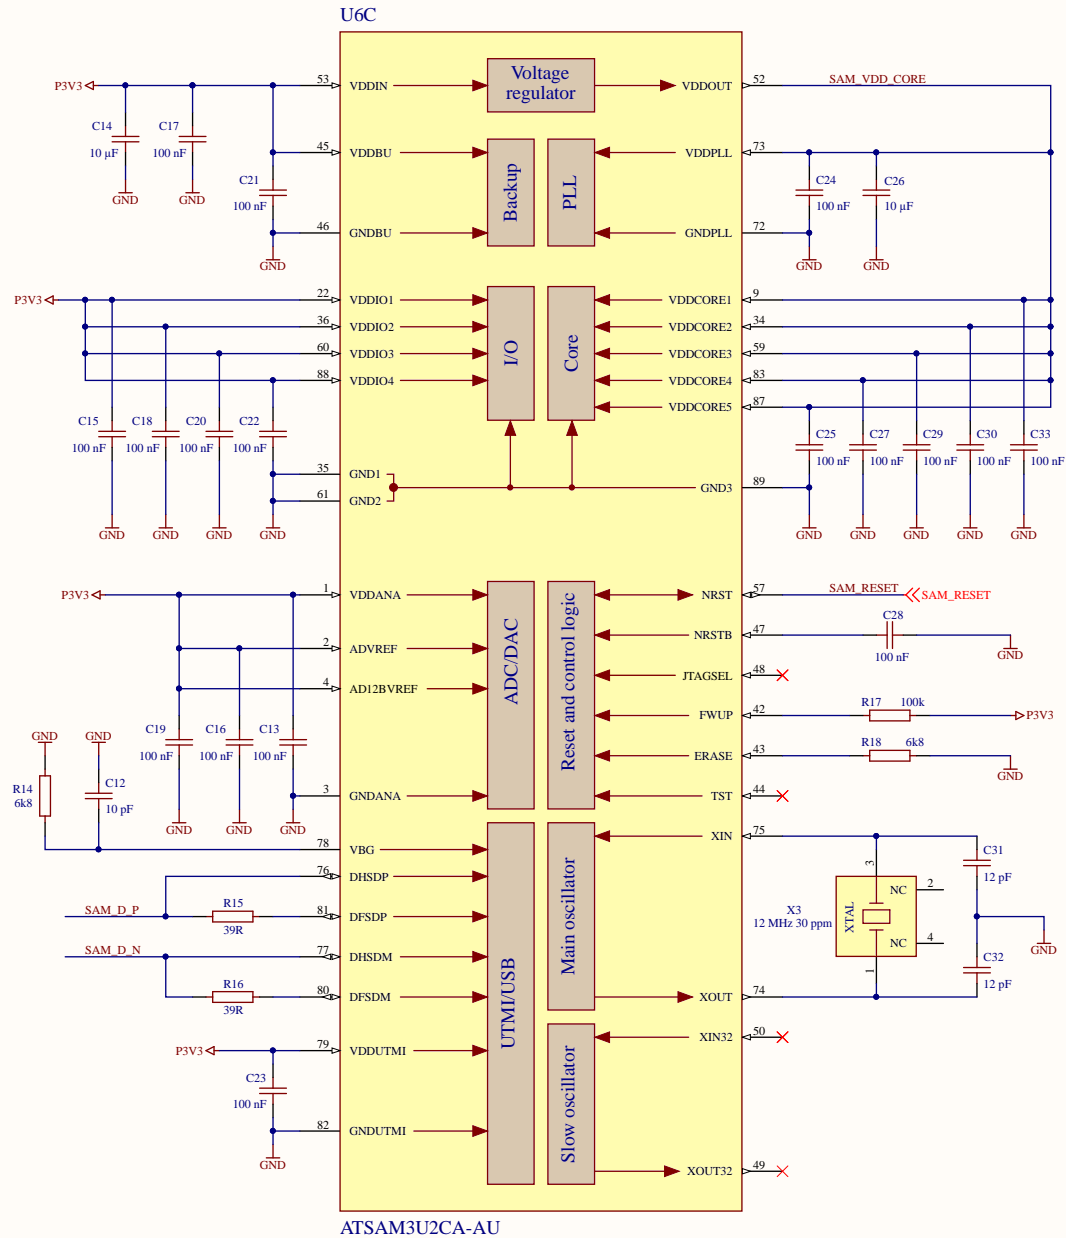 U6C
P3V3
53
VDDIN
Voltage
regulator
VDDOUT
52
SAM_VDD_CORE
C14
10 µF
C17
100 nF
GND
GND
45
VDDBU
C21
100 nF
46
GNDBU
GND
Backup
PLL
VDDPLL
73
C24
100 nF
C26
10 µF
GNDPLL
72
GND
GND
P3V3
22
VDDIO1
36
VDDIO2
60
VDDIO3
88
VDDIO4
I/O
Core
VDDCORE1
9
VDDCORE2
34
VDDCORE3
59
VDDCORE4
83
VDDCORE5
87
C15
100 nF
C18
100 nF
C20
100 nF
C22
100 nF
C25
100 nF
C27
100 nF
C29
100 nF
C30
100 nF
C33
100 nF
35
GND1
61
GND2
GND3
89
GND
GND
GND
GND
GND
GND
GND
GND
GND
P3V3
1
VDDANA
2
ADVREF
4
AD12BVREF
ADC/DAC
Reset and control logic
NRST
57
SAM_RESET
SAM_RESET
NRSTB
47
C28
100 nF
GND
JTAGSEL
48
FWUP
42
R17
100k
P3V3
ERASE
43
R18
6k8
GND
TST
44
C19
100 nF
C16
100 nF
C13
100 nF
3
GNDANA
GND
GND
GND
GND
GND
R14
6k8
C12
10 pF
78
VBG
76
DHSDP
SAM_D_P
R15
39R
81
DFSDP
SAM_D_N
77
DHSDM
R16
39R
80
DFSDM
UTMI/USB
P3V3
79
VDDUTMI
C23
100 nF
82
GNDUTMI
GND
Main oscillator
XIN
75
C31
12 pF
3
NC
2
X3
12 MHz 30 ppm
XTAL
NC
4
1
GND
C32
12 pF
XOUT
74
Slow oscillator
XIN32
50
XOUT32
49
ATSAM3U2CA-AU